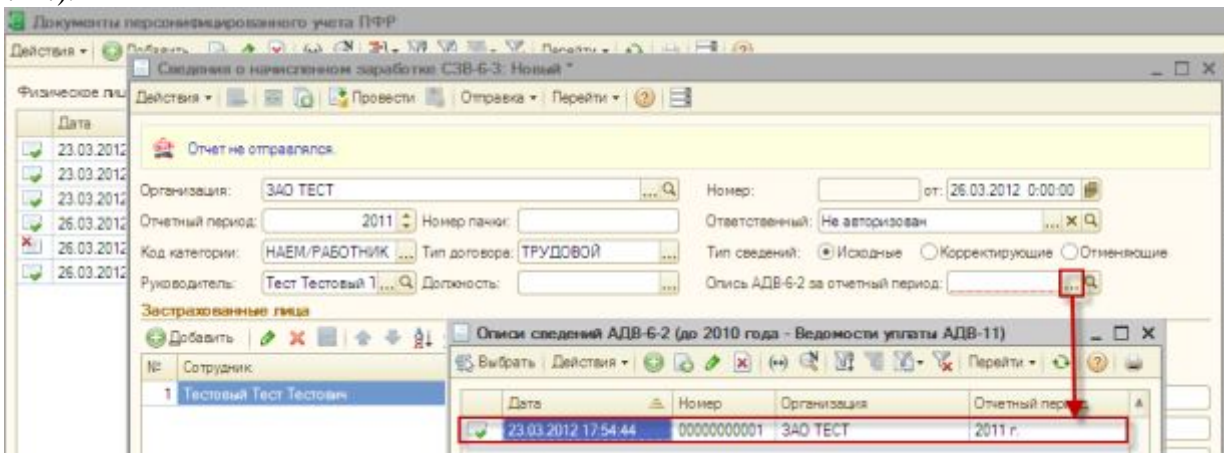 Документы персонифицированного учета ПФР
Действия Добавить Перейти
Сведения о начисленном заработке СЗВ-6-3: Новый *
Физическое
Действия Провести Отправка Перейти
Дата
Отчет не отправлялся.
23.03.2012
23.03.2012
23.03.2012
26.03.2012
26.03.2012
26.03.2012
Организация: ЗАО ТЕСТ ... Номер: от: 26.03.2012 0:00:00
Отчетный период: 2011 Номер пачки: Ответственный: Не авторизован ... X
Код категории: НАЕМ/РАБОТНИК ... Тип договора: ТРУДОВОЙ ... Тип сведений: Исходные Корректирующие Отменяющие
Руководитель: Тест Тестовый Т ... Должность: ... Опись АДВ-6-2 за отчетный период: ...
Застрахованные лица
Добавить
№ Сотрудник
1 Тестовый Тест Тестович
Описи сведений АДВ-6-2 (до 2010 года - Ведомости уплаты АДВ-11)
Выбрать Действия Перейти
Дата Номер Организация Отчетный
23.03.2012 17:54:44 00000000001 ЗАО ТЕСТ 2011 г.